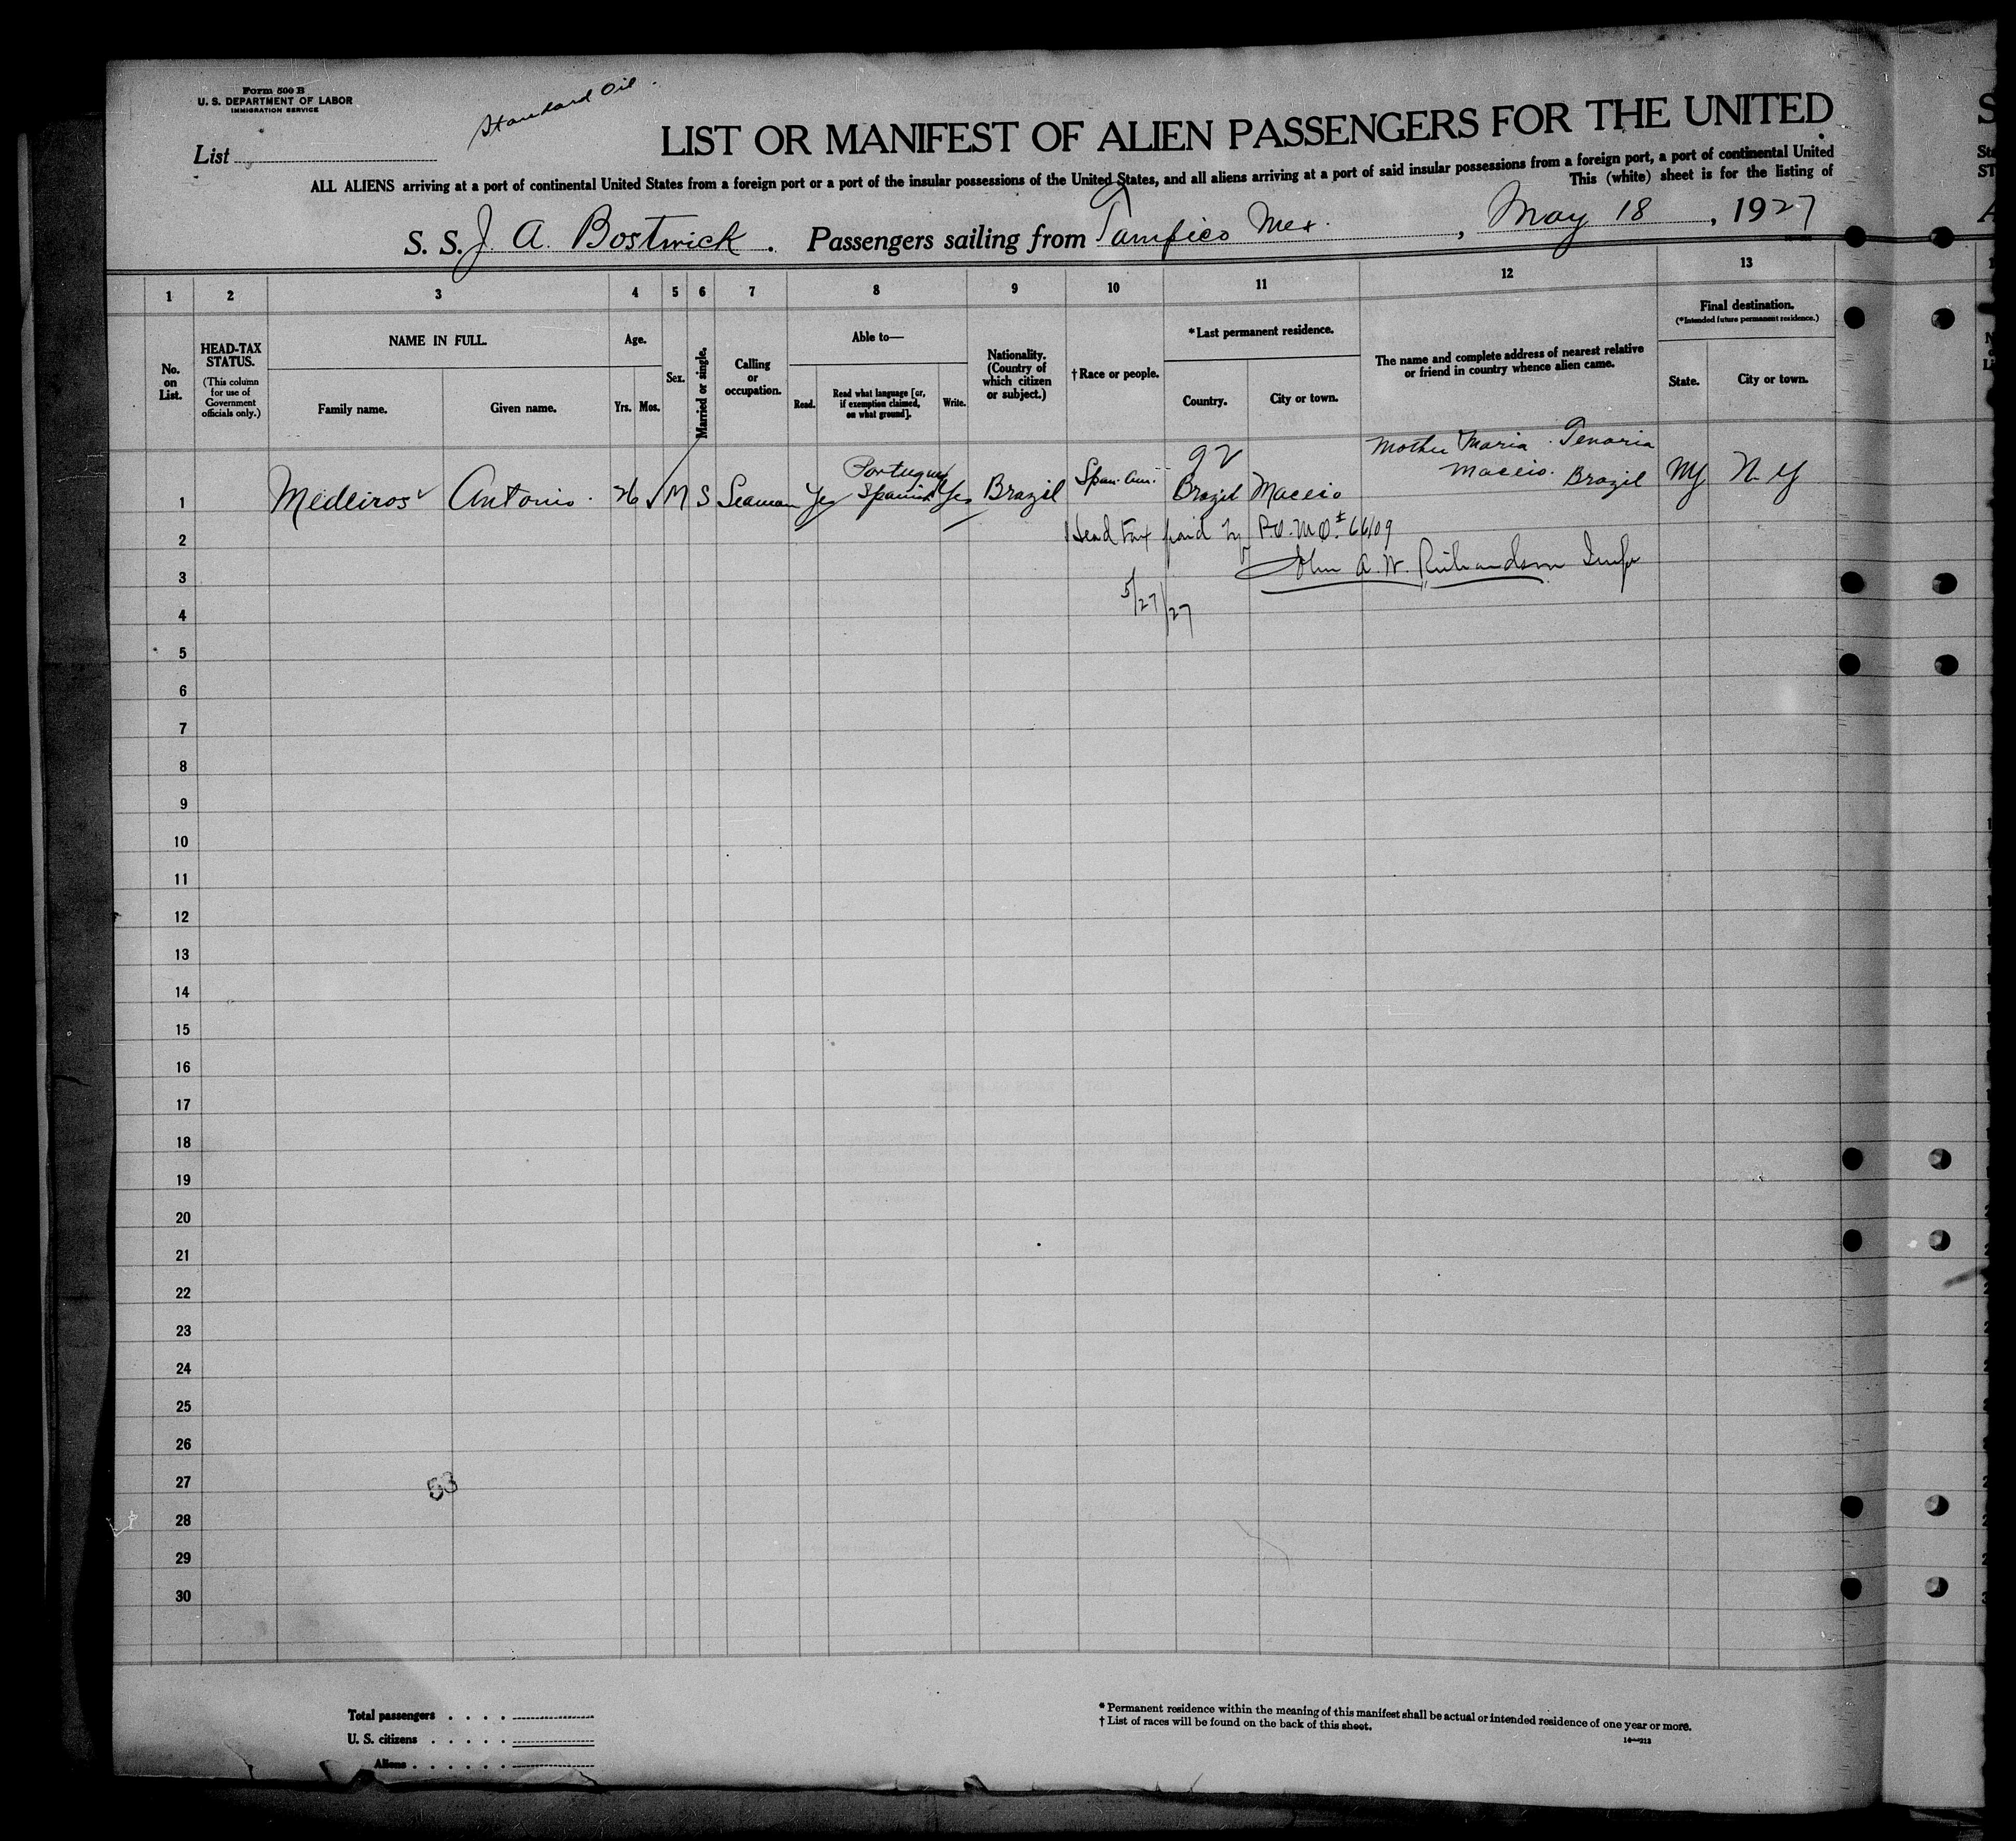 Form 500 B
U. S. DEPARTMENT OF LABOR
IMMIGRATION SERVICE
Standard Oil
List
LIST OR MANIFEST OF ALIEN PASSENGERS FOR THE UNITED
ALL ALIENS arriving at a port of continental United States from a foreign port or a port of the insular possessions of the United States, and all aliens arriving at a port of said insular possessions from a foreign port, a port of continental United
This (white) sheet is for the listing of
S. S. J. A. Bostwick. Passengers sailing from Tampico Mex., May 18, 1927
1 2 3 4 5 6 7 8 9 10 11 12 13
No. on List.
HEAD-TAX STATUS.
(This column for use of Government officials only.)
NAME IN FULL.
Family name.
Given name.
Age.
Yrs. Mos.
Sex.
Married or single.
Calling or occupation.
Able to—
Read.
Read what language [or, if exemption claimed, on what ground].
Write.
Nationality. (Country of which citizen or subject.)
† Race or people.
*Last permanent residence.
Country.
City or town.
The name and complete address of nearest relative or friend in country whence alien came.
Final destination.
(*Intended future permanent residence.)
State.
City or town.
Mother Maria Tenoria
Maceio. Brazil
Portuguese
1 Medeiros Antonio. 26 M S Seaman Yes Spanish Yes Brazil Span. Am. Brazil Maceio NY N.Y
2 Head tax paid by P.O.M.O. # 66109
3 John A. W. Richardson Insp
5/27/27
4
5
6
7
8
9
10
11
12
13
14
15
16
17
18
19
20
21
22
23
24
25
26
27
53
28
29
30
Total passengers
U. S. citizens
Aliens
* Permanent residence within the meaning of this manifest shall be actual or intended residence of one year or more.
† List of races will be found on the back of this sheet.